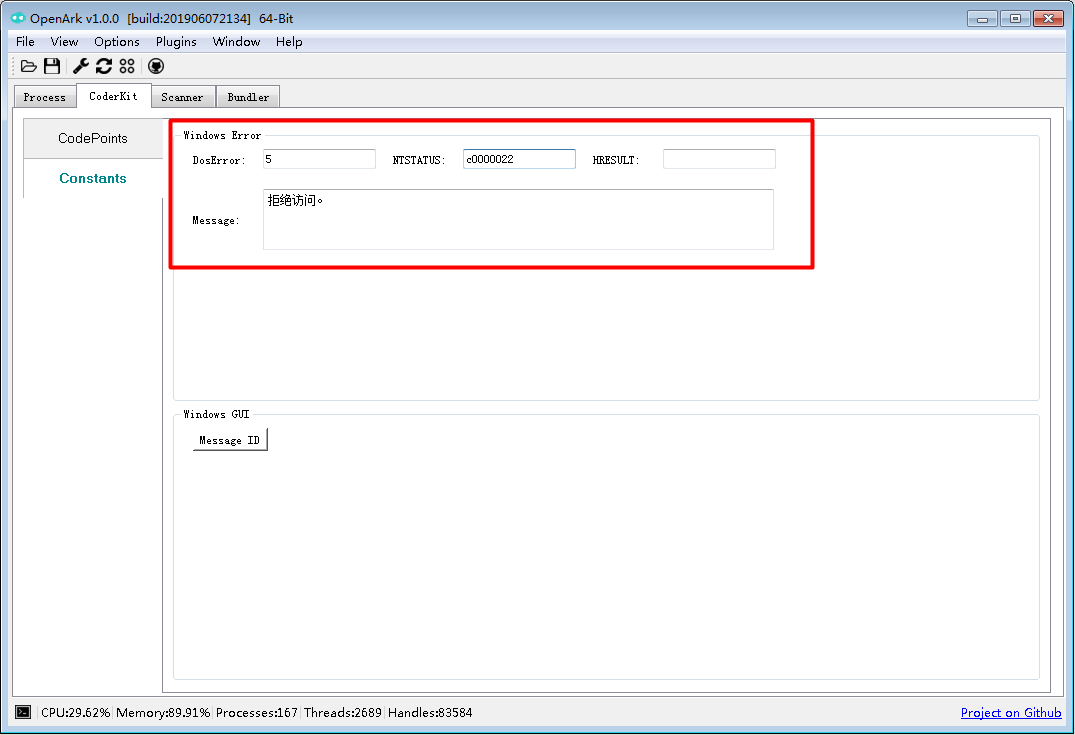 OpenArk v1.0.0 [build:201906072134] 64-Bit
File View Options Plugins Window Help
Process CoderKit Scanner Bundler
CodePoints
Constants
Windows Error
DosError: 5 NTSTATUS: c0000022 HRESULT:
Message: 拒绝访问。
Windows GUI
Message ID
CPU:29.62% Memory:89.91% Processes:167 Threads:2689 Handles:83584 Project on Github